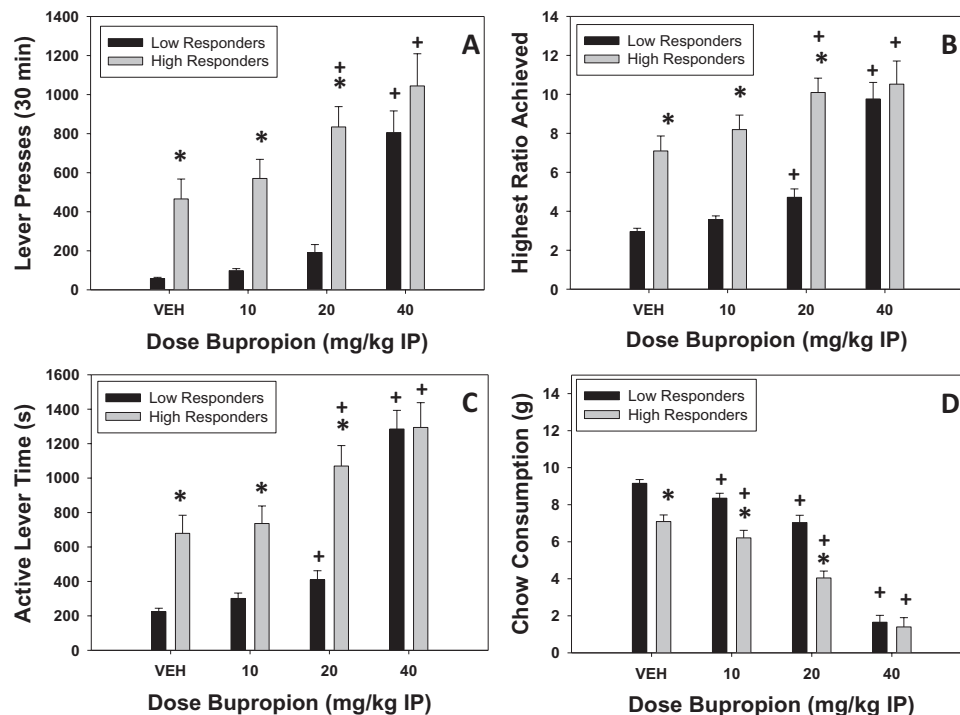 A
Low Responders
High Responders
Lever Presses (30 min)
1400
1200
1000
800
600
400
200
0
* * + * + +
VEH 10 20 40
Dose Bupropion (mg/kg IP)
B
Low Responders
High Responders
Highest Ratio Achieved
14
12
10
8
6
4
2
0
* * + + * + +
VEH 10 20 40
Dose Bupropion (mg/kg IP)
C
Low Responders
High Responders
Active Lever Time (s)
1600
1400
1200
1000
800
600
400
200
0
* * + + * + +
VEH 10 20 40
Dose Bupropion (mg/kg IP)
D
Low Responders
High Responders
Chow Consumption (g)
14
12
10
8
6
4
2
0
* + + * + + * + +
VEH 10 20 40
Dose Bupropion (mg/kg IP)